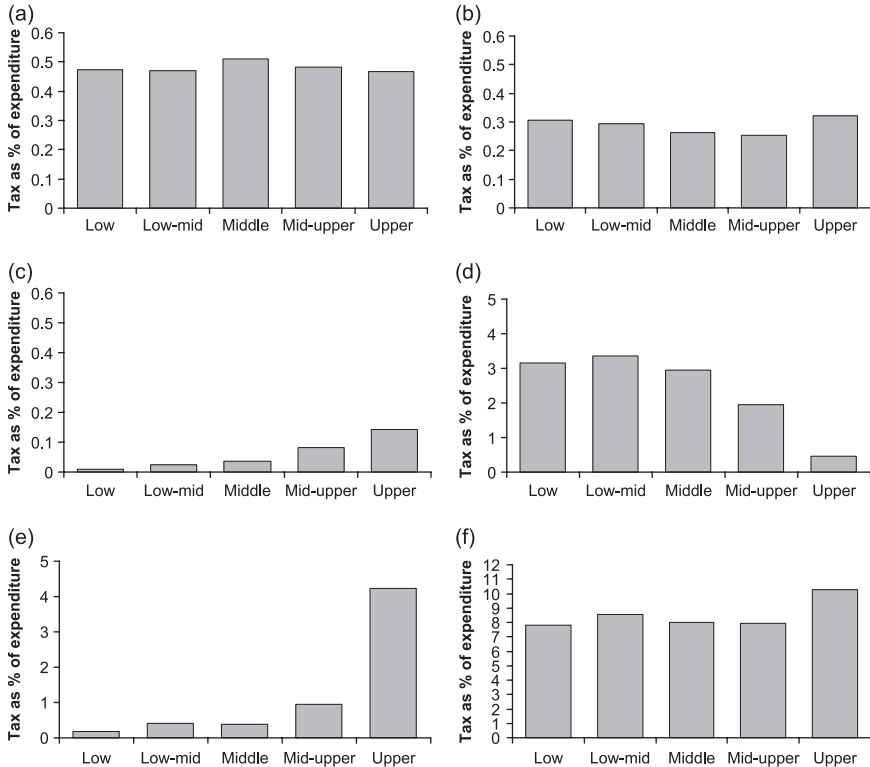 (a)
Tax as % of expenditure
0.6
0.5
0.4
0.3
0.2
0.1
0
Low Low-mid Middle Mid-upper Upper
(b)
Tax as % of expenditure
0.6
0.5
0.4
0.3
0.2
0.1
0
Low Low-mid Middle Mid-upper Upper
(c)
Tax as % of expenditure
0.6
0.5
0.4
0.3
0.2
0.1
0
Low Low-mid Middle Mid-upper Upper
(d)
Tax as % of expenditure
5
4
3
2
1
0
Low Low-mid Middle Mid-upper Upper
(e)
Tax as % of expenditure
5
4
3
2
1
0
Low Low-mid Middle Mid-upper Upper
(f)
Tax as % of expenditure
12
11
10
9
8
7
6
5
4
3
2
1
0
Low Low-mid Middle Mid-upper Upper